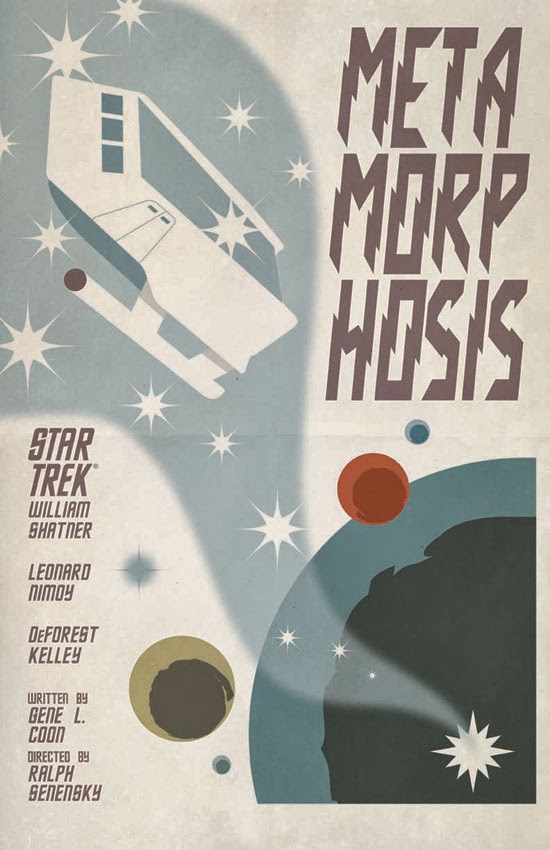 META
MORP
HOSIS
STAR
TREK®
WILLIAM
SHATNER
LEONARD
NIMOY
DeFOREST
KELLEY
WRITTEN BY
GENE L.
COON
DIRECTED BY
RALPH
SENENSKY